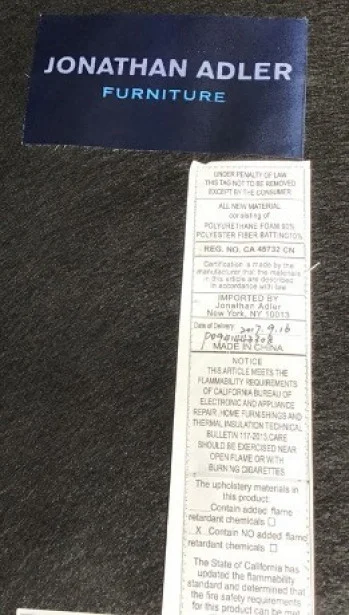 JONATHAN ADLER
FURNITURE
UNDER PENALTY OF LAW
THIS TAG NOT TO BE REMOVED
EXCEPT BY THE CONSUMER
ALL NEW MATERIAL
consisting of
POLYURETHANE FOAM 90%
POLYESTER FIBER BATTING10%
REG. NO. CA 48732 CN
Certification is made by the
manufacturer that the materials
in this article are described
in accordance with law
IMPORTED BY
Jonathan Adler
New York, NY 10013
Date of Delivery: 2017.9.16
MADE IN CHINA
NOTICE
THIS ARTICLE MEETS THE
FLAMMABILITY REQUIREMENTS
OF CALIFORNIA BUREAU OF
ELECTRONIC AND APPLIANCE
REPAIR, HOME FURNISHINGS AND
THERMAL INSULATION TECHNICAL
BULLETIN 117-2013.CARE
SHOULD BE EXERCISED NEAR
OPEN FLAME OR WITH
BURNING CIGARETTES
The upholstery materials in
this product:
Contain added flame
retardant chemicals ☐
X Contain NO added flame
retardant chemicals ☐
The State of California has
updated the flammability
standard and determined that
the fire safety requirements
for this product can be met